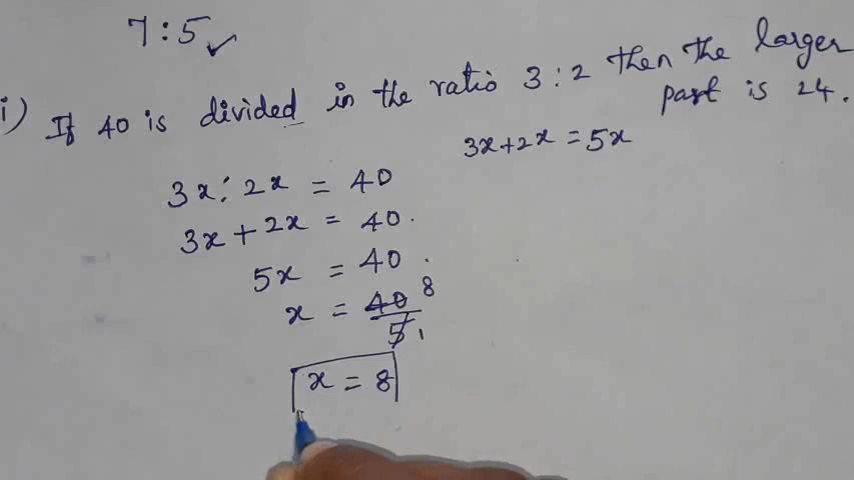 7:5 ✓
i) If 40 is divided in the ratio 3:2 then the larger
part is 24.
3x+2x = 5x
3x : 2x = 40
3x + 2x = 40.
5x = 40.
x = 40/5 8 1
x = 8